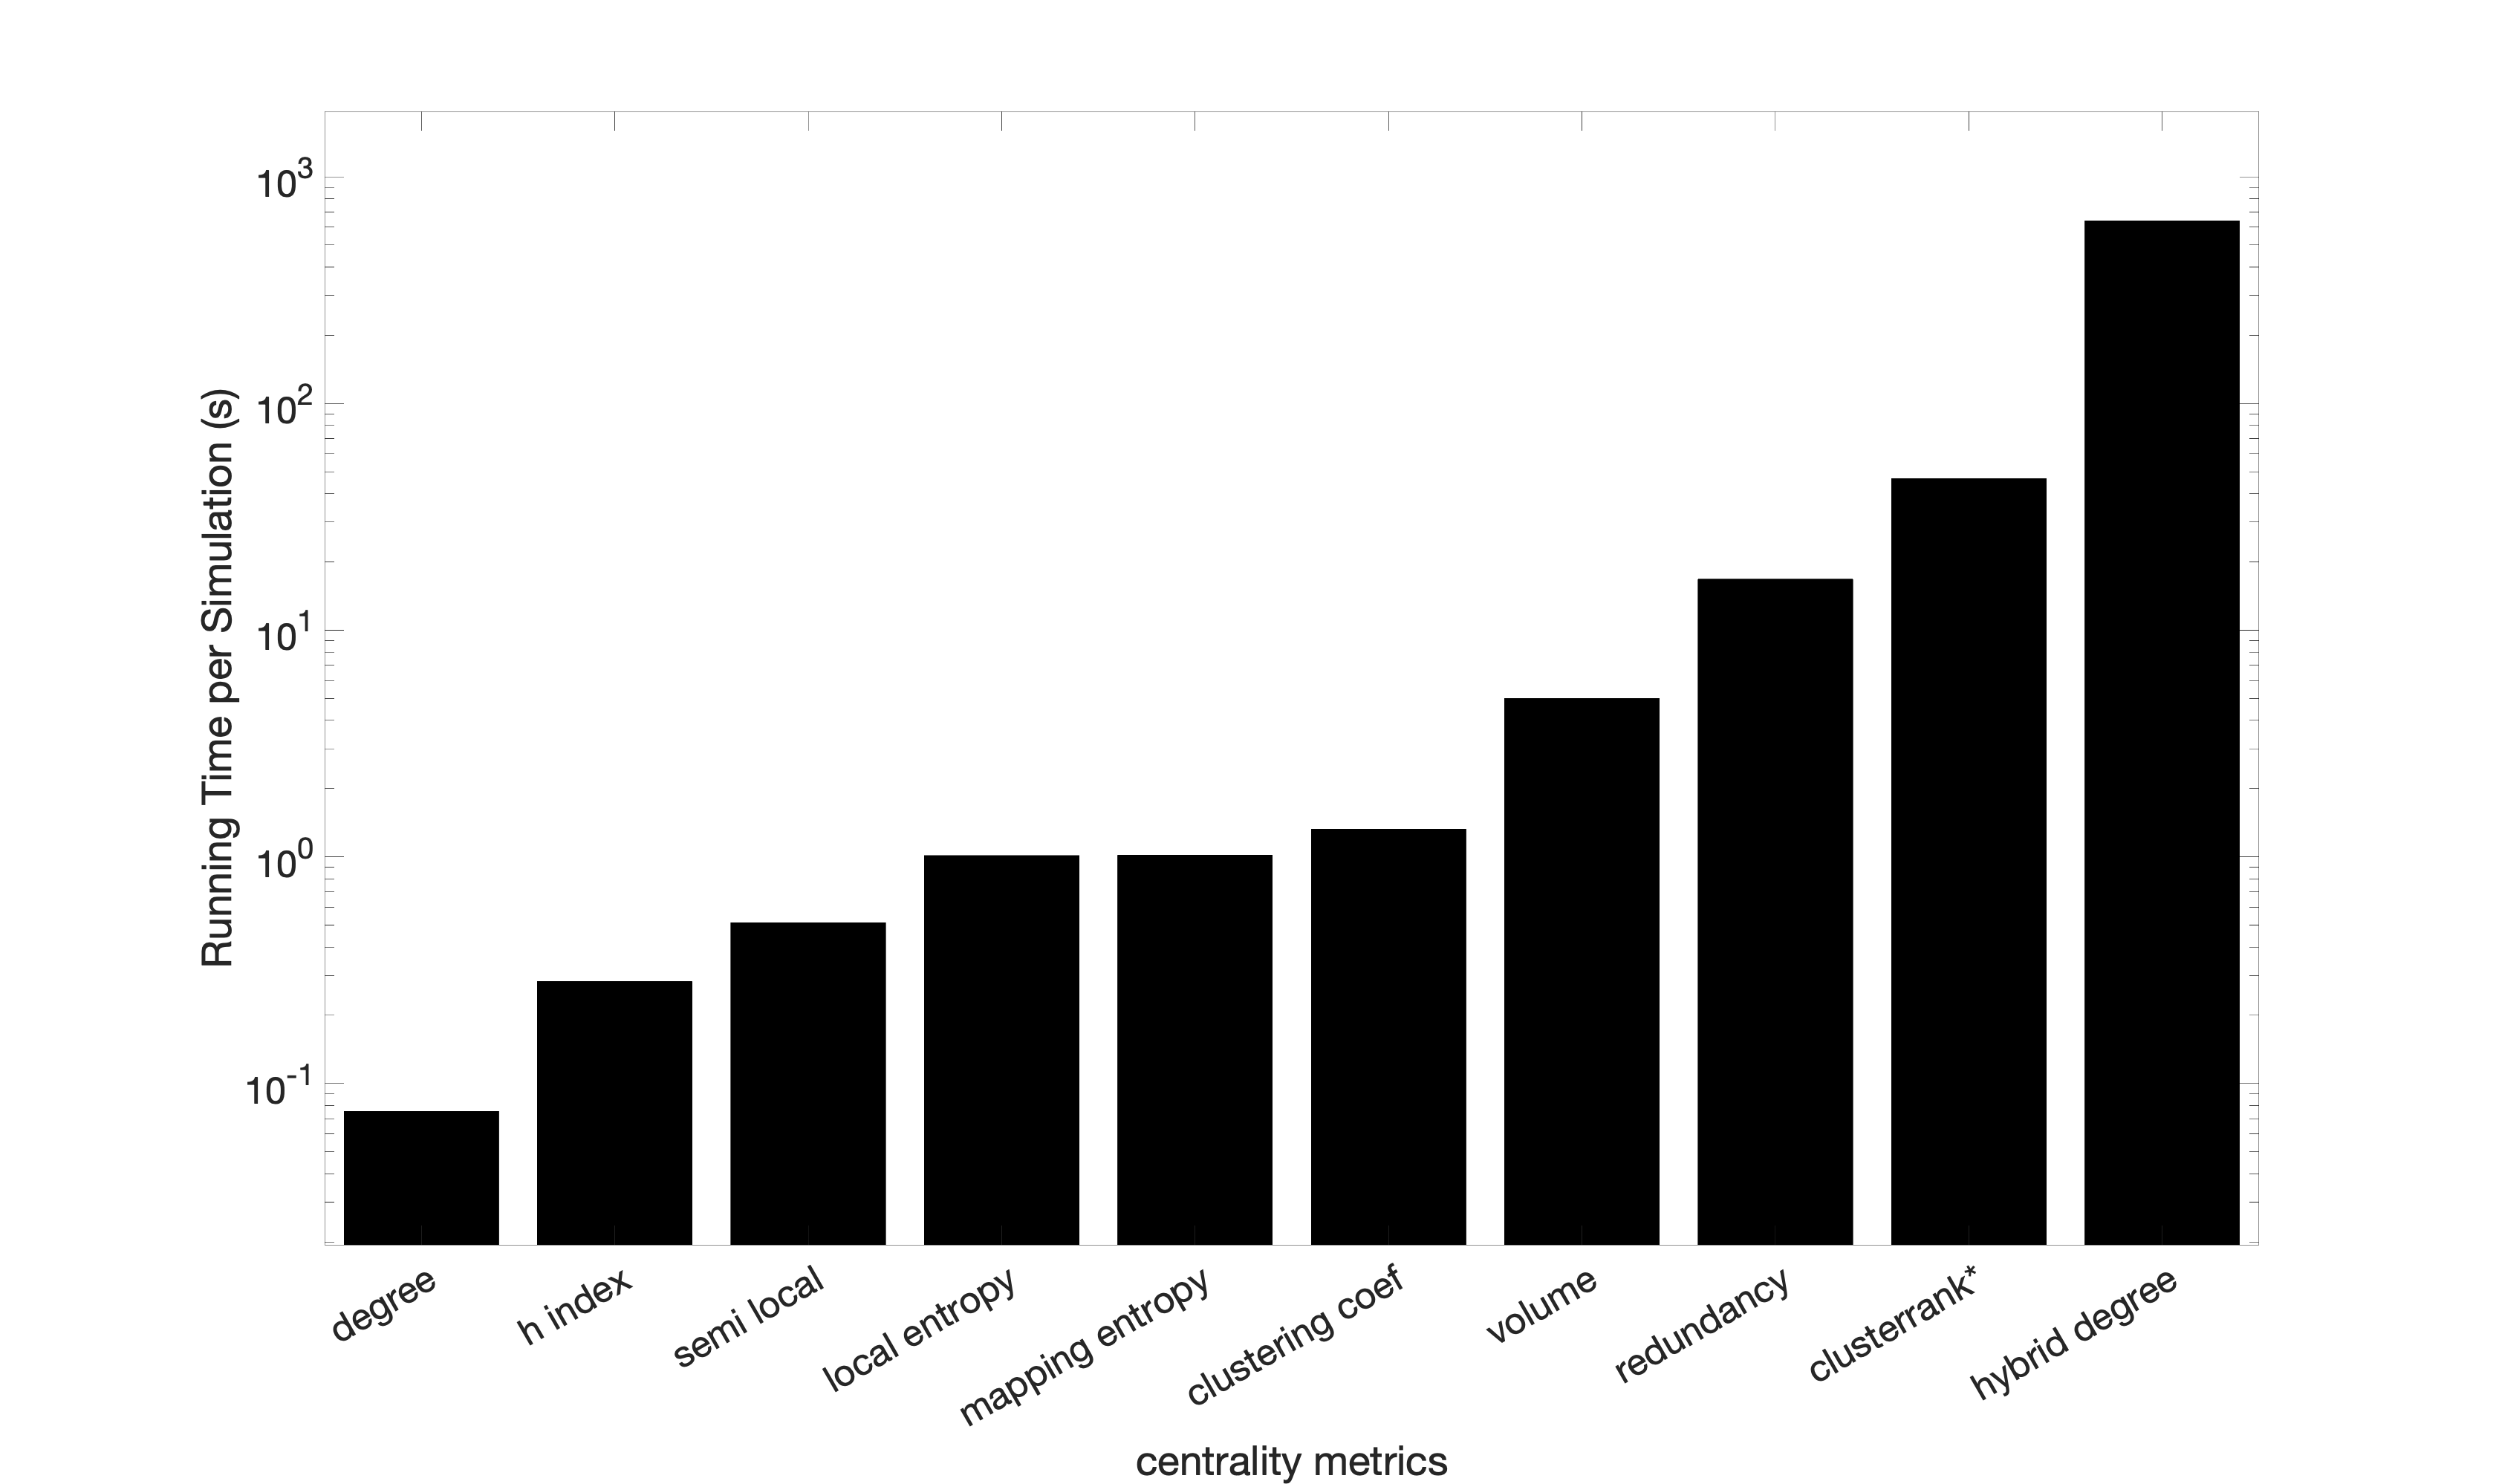 Running Time per Simulation (s)
10^3
10^2
10^1
10^0
10^-1
degree
h index
semi local
local entropy
mapping entropy
clustering coef
volume
redundancy
clusterrank*
hybrid degree
centrality metrics